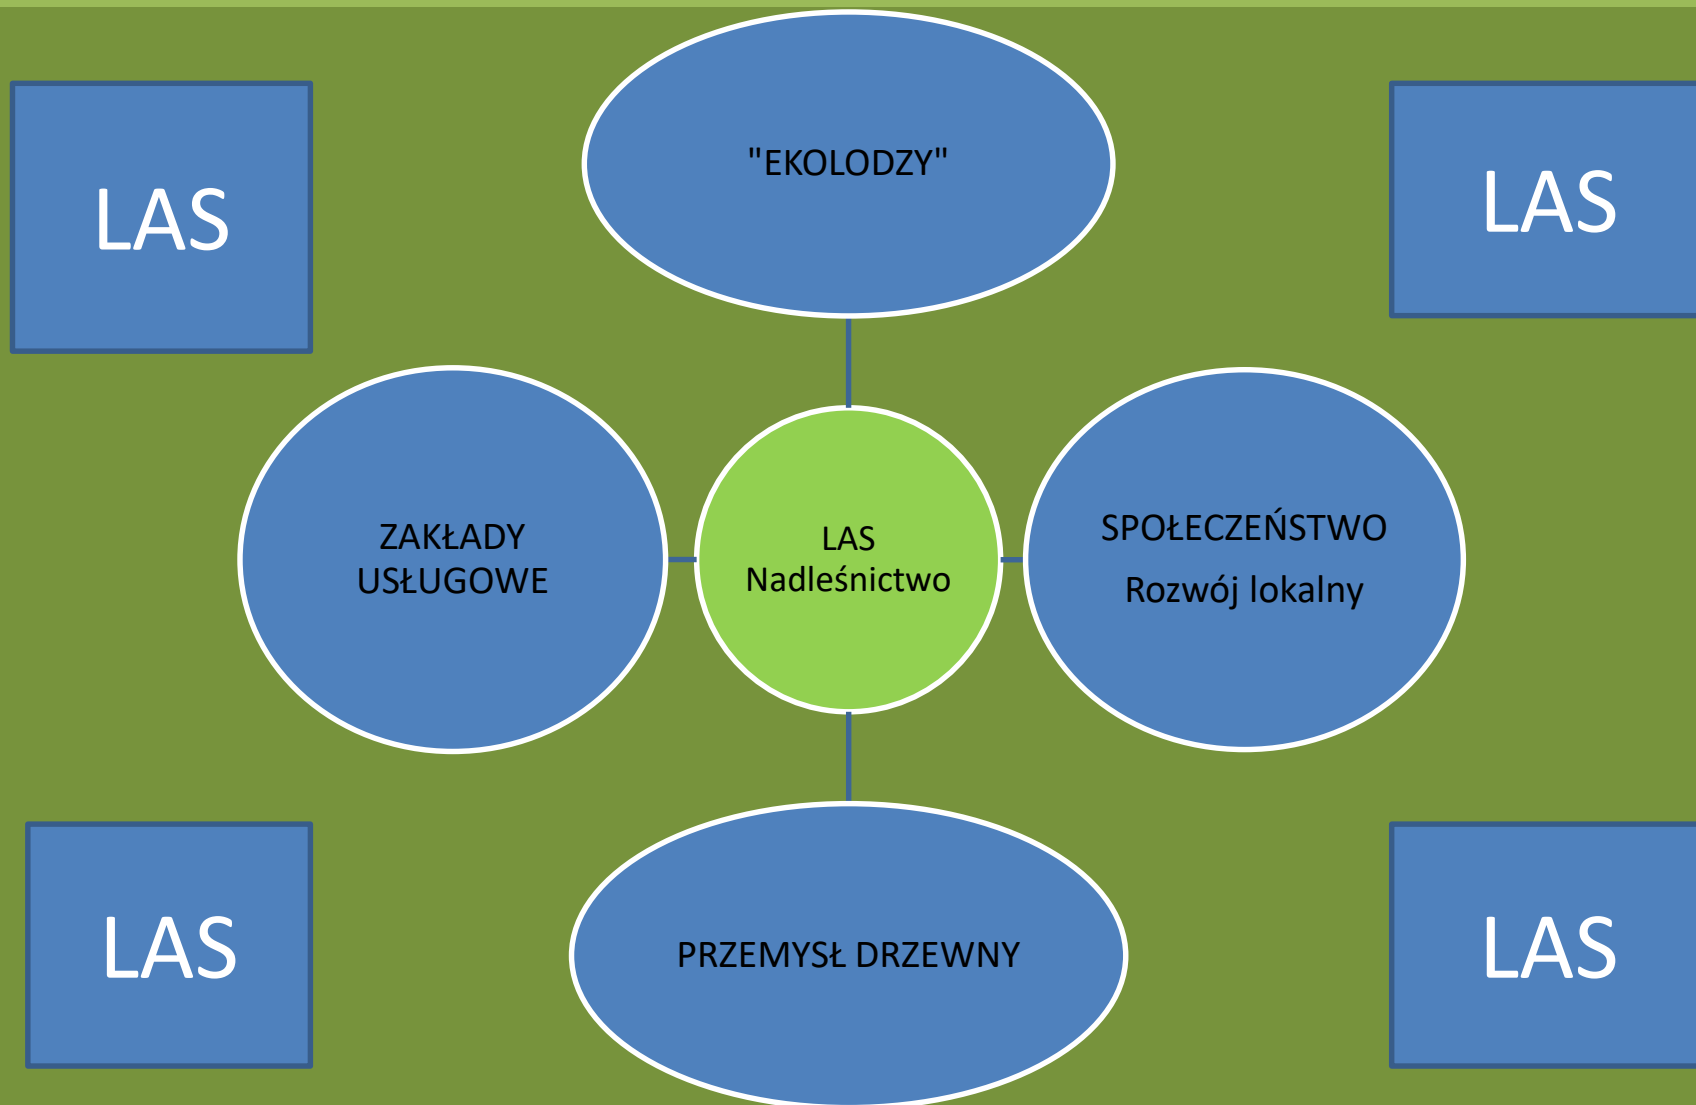 "EKOLODZY"
LAS
LAS
ZAKŁADY
USŁUGOWE
LAS
Nadleśnictwo
SPOŁECZEŃSTWO
Rozwój lokalny
LAS
PRZEMYSŁ DRZEWNY
LAS